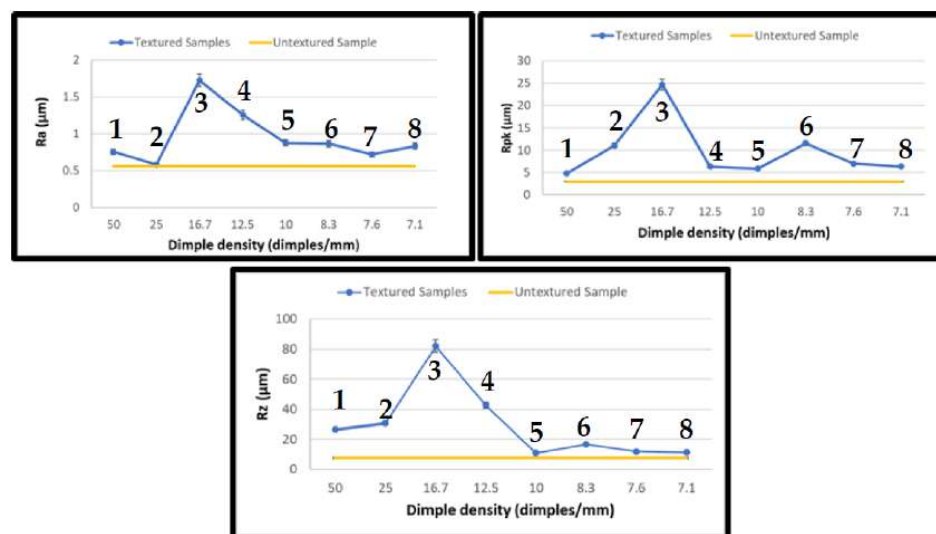 Textured Samples Untextured Sample
2
1.5
1
0.5
0
Ra (µm)
1 2 3 4 5 6 7 8
50 25 16.7 12.5 10 8.3 7.6 7.1
Dimple density (dimples/mm)
Textured Samples Untextured Sample
30
25
20
15
10
5
0
Rpk (µm)
1 2 3 4 5 6 7 8
50 25 16.7 12.5 10 8.3 7.6 7.1
Dimple density (dimples/mm)
Textured Samples Untextured Sample
100
80
60
40
20
0
Rz (µm)
1 2 3 4 5 6 7 8
50 25 16.7 12.5 10 8.3 7.6 7.1
Dimple density (dimples/mm)